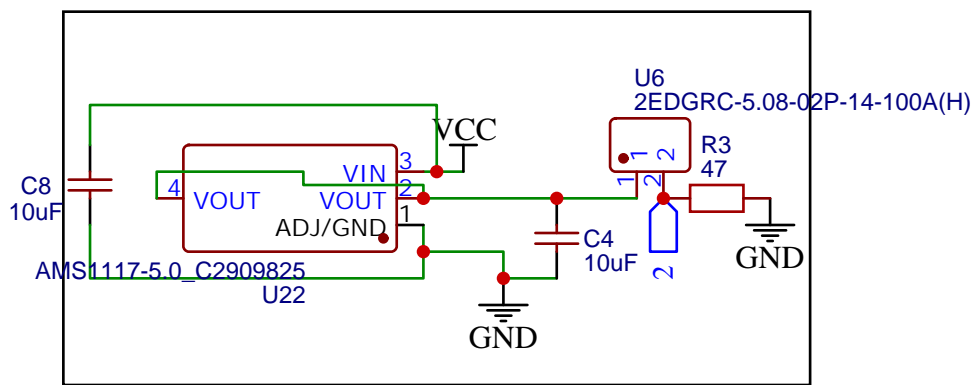 U6
2EDGRC-5.08-02P-14-100A(H)
VCC
1
2
R3
47
C8
10uF
4
VOUT
VIN
3
VOUT
2
ADJ/GND
1
1
2
C4
10uF
2
GND
AMS1117-5.0_C2909825
U22
GND